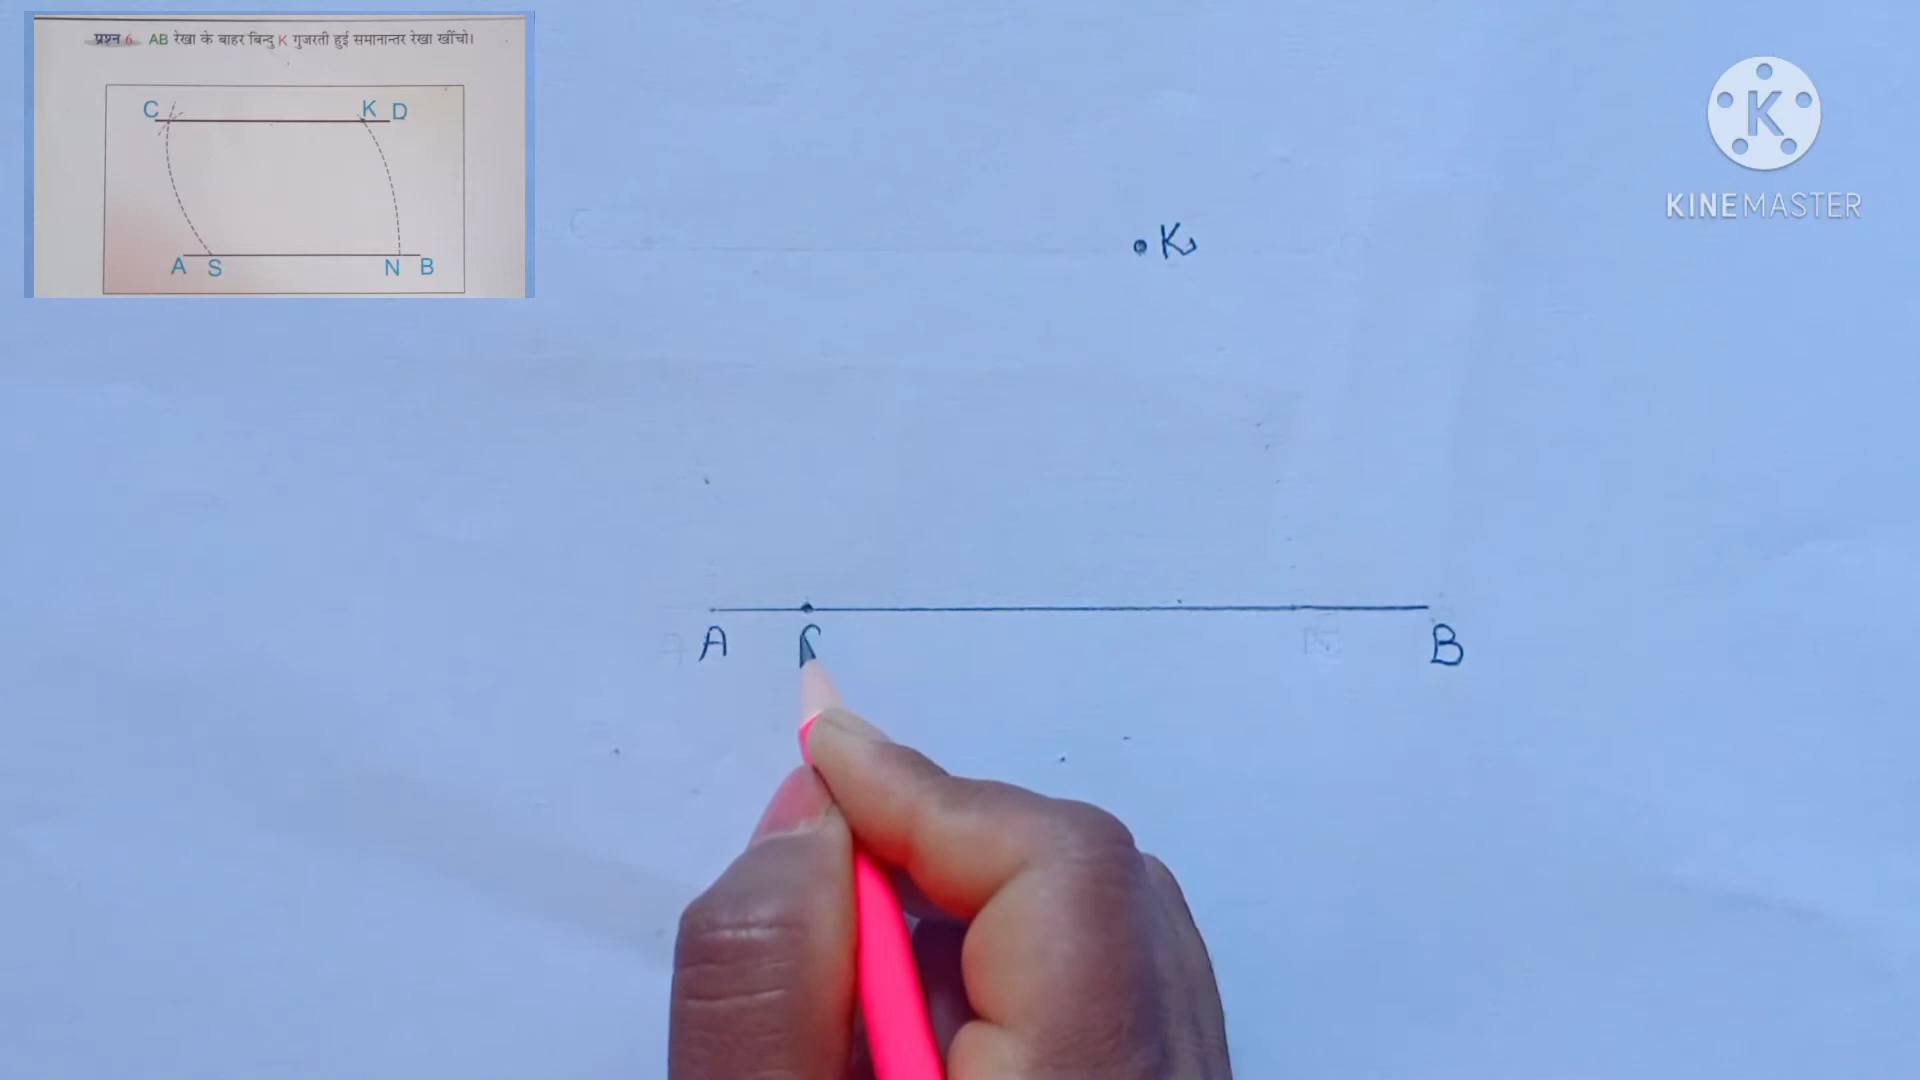 प्रश्न 6. AB रेखा के बाहर बिन्दु K गुजरती हुई समानान्तर रेखा खींचो।
C K D
A S N B
K
KINEMASTER
K
A B